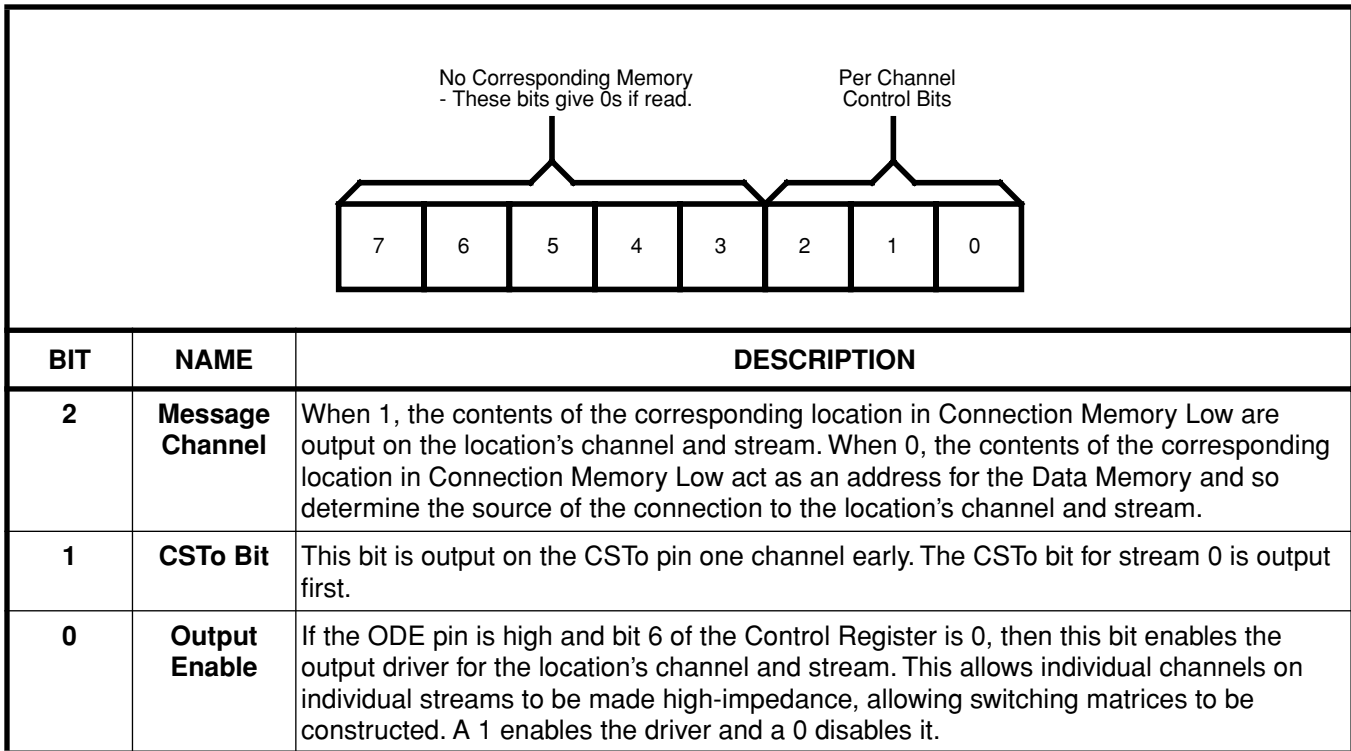 No Corresponding Memory
- These bits give 0s if read.
Per Channel
Control Bits
7 6 5 4 3 2 1 0
BIT NAME DESCRIPTION
2 Message Channel When 1, the contents of the corresponding location in Connection Memory Low are
output on the location's channel and stream. When 0, the contents of the corresponding
location in Connection Memory Low act as an address for the Data Memory and so
determine the source of the connection to the location's channel and stream.
1 CSTo Bit This bit is output on the CSTo pin one channel early. The CSTo bit for stream 0 is output
first.
0 Output Enable If the ODE pin is high and bit 6 of the Control Register is 0, then this bit enables the
output driver for the location's channel and stream. This allows individual channels on
individual streams to be made high-impedance, allowing switching matrices to be
constructed. A 1 enables the driver and a 0 disables it.